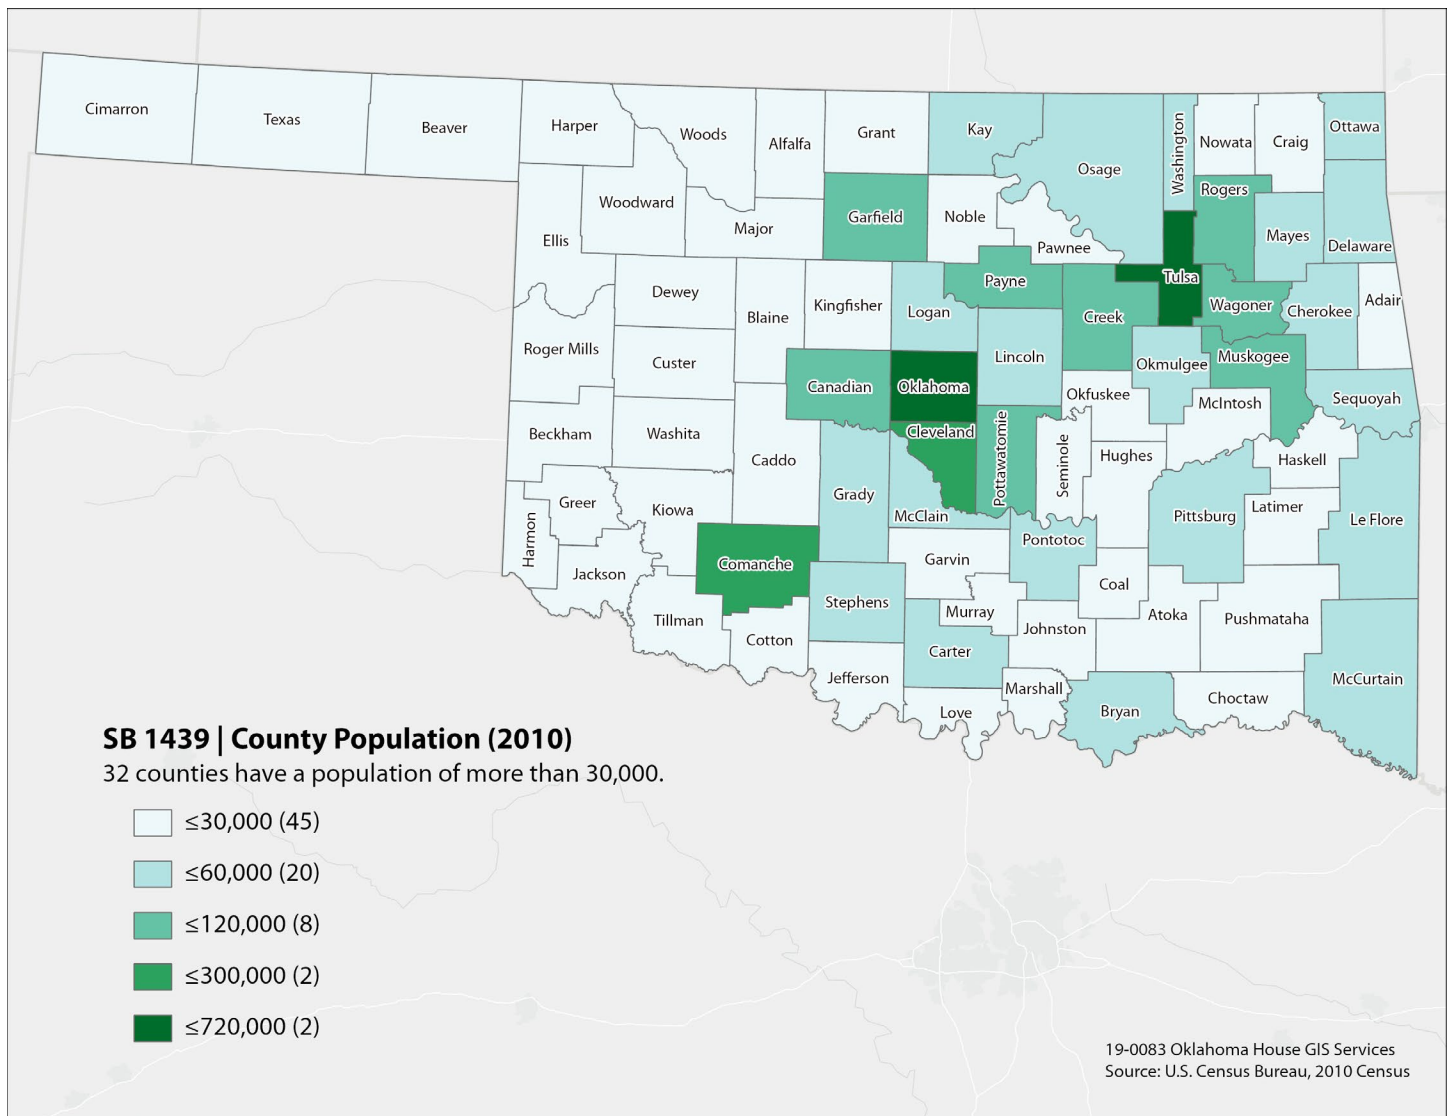 Cimarron
Texas
Beaver
Harper
Woods
Alfalfa
Grant
Kay
Osage
Washington
Nowata
Craig
Ottawa
Woodward
Ellis
Major
Garfield
Noble
Pawnee
Rogers
Mayes
Delaware
Dewey
Blaine
Kingfisher
Logan
Payne
Creek
Tulsa
Wagoner
Cherokee
Adair
Roger Mills
Custer
Canadian
Oklahoma
Lincoln
Okmulgee
Muskogee
Okfuskee
McIntosh
Sequoyah
Beckham
Washita
Caddo
Grady
Cleveland
McClain
Pottawatomie
Seminole
Hughes
Haskell
Pittsburg
Latimer
Le Flore
Harmon
Greer
Kiowa
Jackson
Comanche
Garvin
Pontotoc
Coal
Tillman
Cotton
Stephens
Murray
Carter
Johnston
Atoka
Pushmataha
McCurtain
Jefferson
Love
Marshall
Bryan
Choctaw
SB 1439 | County Population (2010)
32 counties have a population of more than 30,000.
≤30,000 (45)
≤60,000 (20)
≤120,000 (8)
≤300,000 (2)
≤720,000 (2)
19-0083 Oklahoma House GIS Services
Source: U.S. Census Bureau, 2010 Census